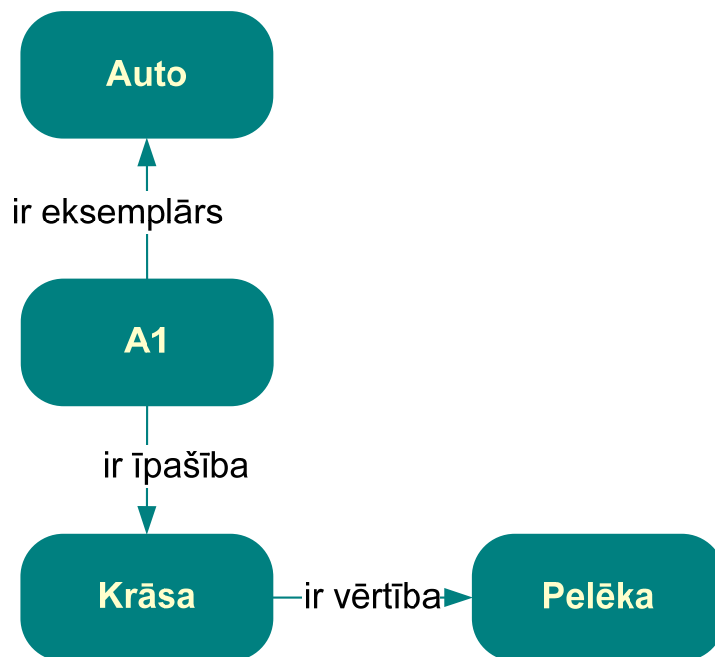 Auto
ir eksemplārs
A1
ir īpašība
Krāsa
ir vērtība
Pelēka